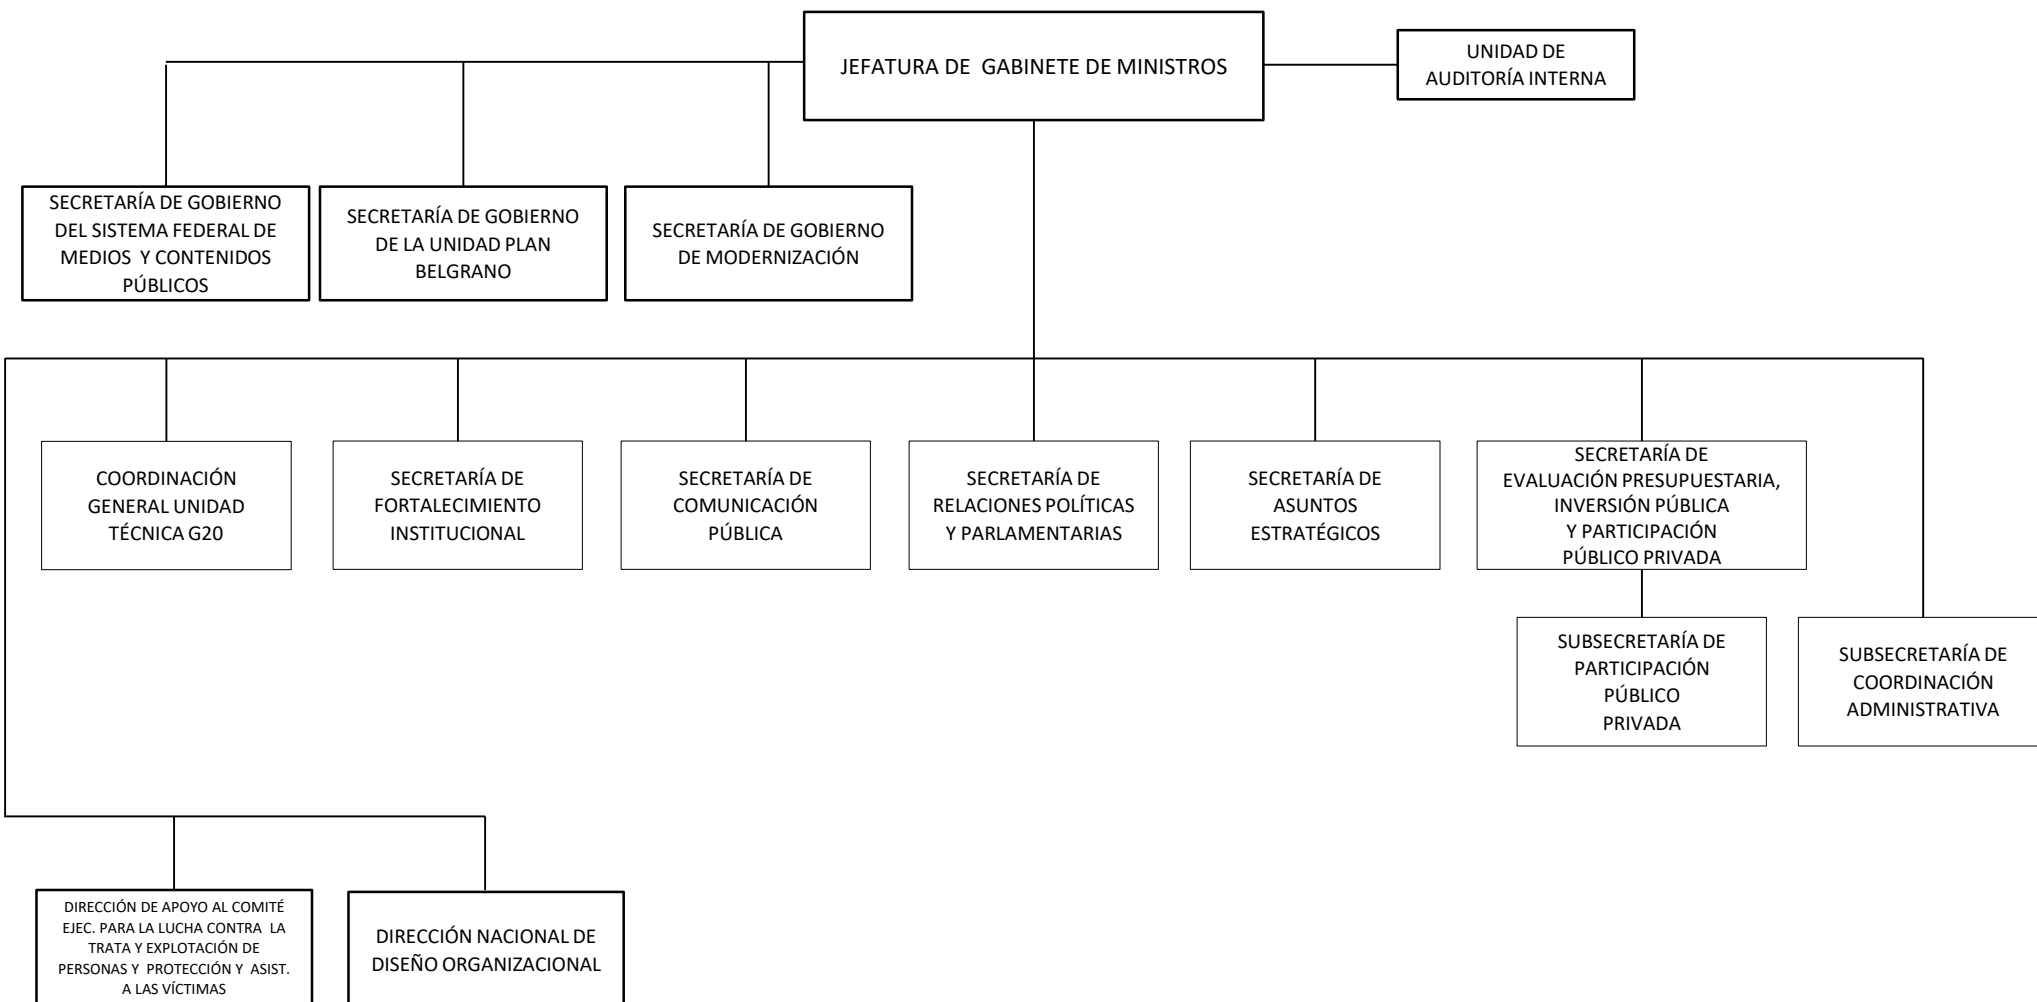 JEFATURA DE GABINETE DE MINISTROS
UNIDAD DE
AUDITORÍA INTERNA
SECRETARÍA DE GOBIERNO
DEL SISTEMA FEDERAL DE
MEDIOS Y CONTENIDOS
PÚBLICOS
SECRETARÍA DE GOBIERNO
DE LA UNIDAD PLAN
BELGRANO
SECRETARÍA DE GOBIERNO
DE MODERNIZACIÓN
COORDINACIÓN
GENERAL UNIDAD
TÉCNICA G20
SECRETARÍA DE
FORTALECIMIENTO
INSTITUCIONAL
SECRETARÍA DE
COMUNICACIÓN
PÚBLICA
SECRETARÍA DE
RELACIONES POLÍTICAS
Y PARLAMENTARIAS
SECRETARÍA DE
ASUNTOS
ESTRATÉGICOS
SECRETARÍA DE
EVALUACIÓN PRESUPUESTARIA,
INVERSIÓN PÚBLICA
Y PARTICIPACIÓN
PÚBLICO PRIVADA
SUBSECRETARÍA DE
PARTICIPACIÓN
PÚBLICO
PRIVADA
SUBSECRETARÍA DE
COORDINACIÓN
ADMINISTRATIVA
DIRECCIÓN DE APOYO AL COMITÉ
EJEC. PARA LA LUCHA CONTRA LA
TRATA Y EXPLOTACIÓN DE
PERSONAS Y PROTECCIÓN Y ASIST.
A LAS VÍCTIMAS
DIRECCIÓN NACIONAL DE
DISEÑO ORGANIZACIONAL